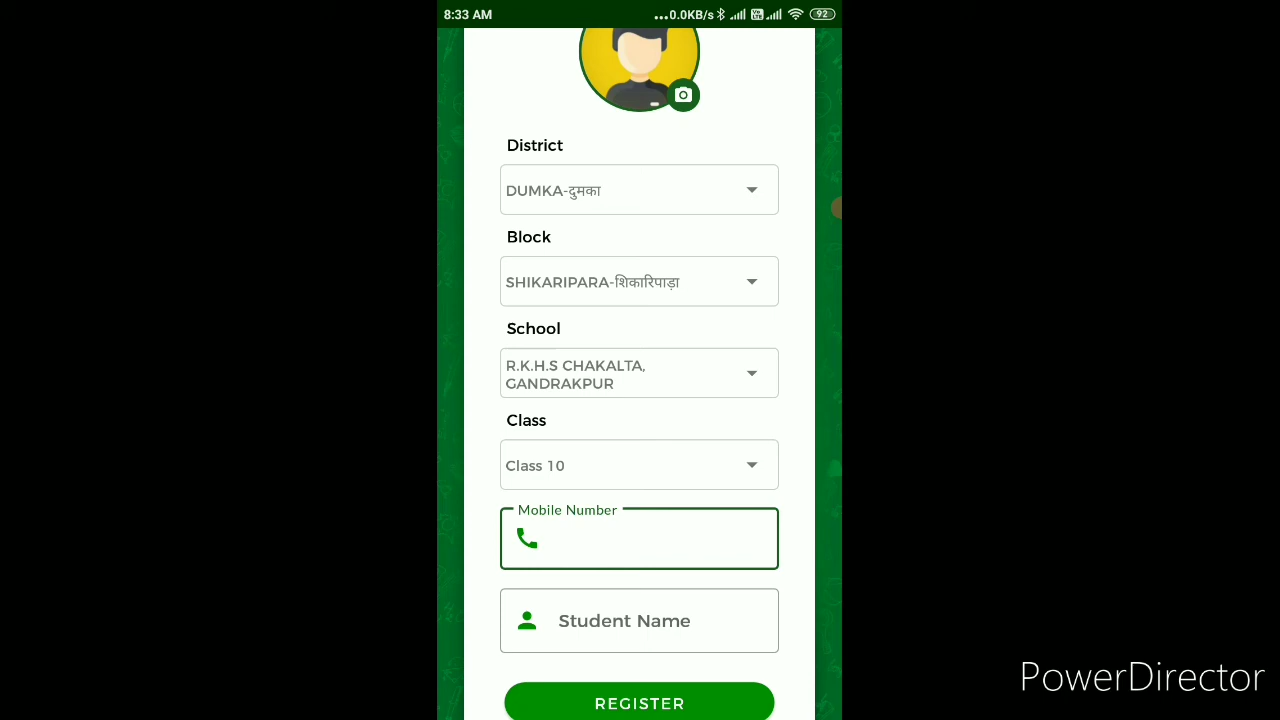 8:33 AM
...0.0KB/s
92
District
DUMKA-दुमका
Block
SHIKARIPARA-शिकारिपाड़ा
School
R.K.H.S CHAKALTA,
GANDRAKPUR
Class
Class 10
Mobile Number
Student Name
REGISTER
PowerDirector